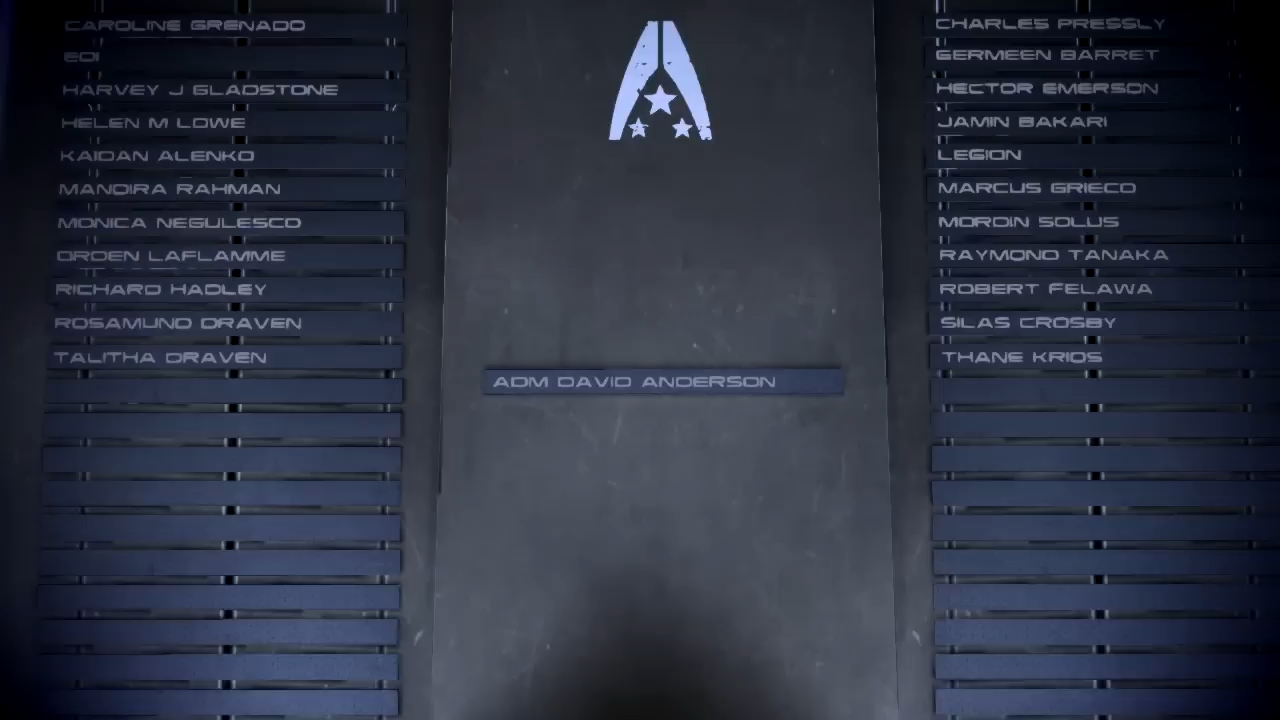 CAROLINE GRENADO
EDI
HARVEY J GLADSTONE
HELEN M LOWE
KAIDAN ALENKO
MANDIRA RAHMAN
MONICA NEGULESCO
ORDEN LAFLAMME
RICHARD HADLEY
ROSAMUND DRAVEN
TALITHA DRAVEN
ADM DAVID ANDERSON
CHARLES PRESSLY
GERMEEN BARRET
HECTOR EMERSON
JAMIN BAKARI
LEGION
MARCUS GRIECO
MORDIN SOLUS
RAYMOND TANAKA
ROBERT FELAWA
SILAS CROSBY
THANE KRIOS